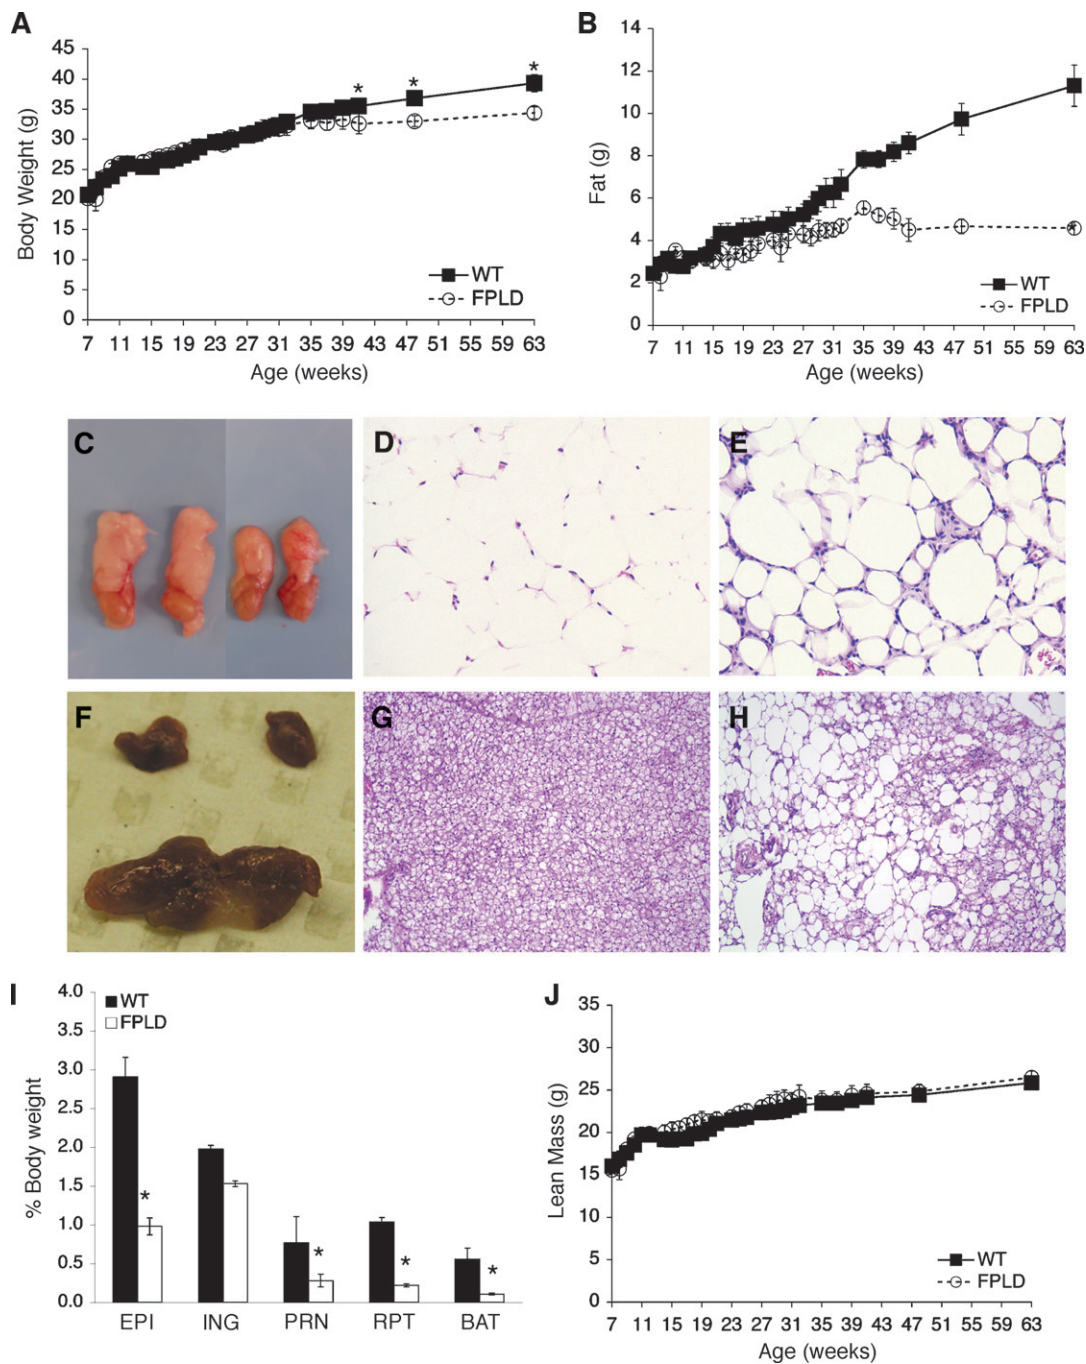 A
45
40
35
30
25
20
15
10
5
0
Body Weight (g)
* * *
WT
FPLD
7 11 15 19 23 27 31 35 39 43 47 51 55 59 63
Age (weeks)
B
14
12
10
8
6
4
2
0
Fat (g)
WT
FPLD
7 11 15 19 23 27 31 35 39 43 47 51 55 59 63
Age (weeks)
C
D
E
F
G
H
I
4.0
3.5
3.0
2.5
2.0
1.5
1.0
0.5
0.0
% Body weight
WT
FPLD
* * * *
EPI ING PRN RPT BAT
J
35
30
25
20
15
10
5
0
Lean Mass (g)
WT
FPLD
7 11 15 19 23 27 31 35 39 43 47 51 55 59 63
Age (weeks)